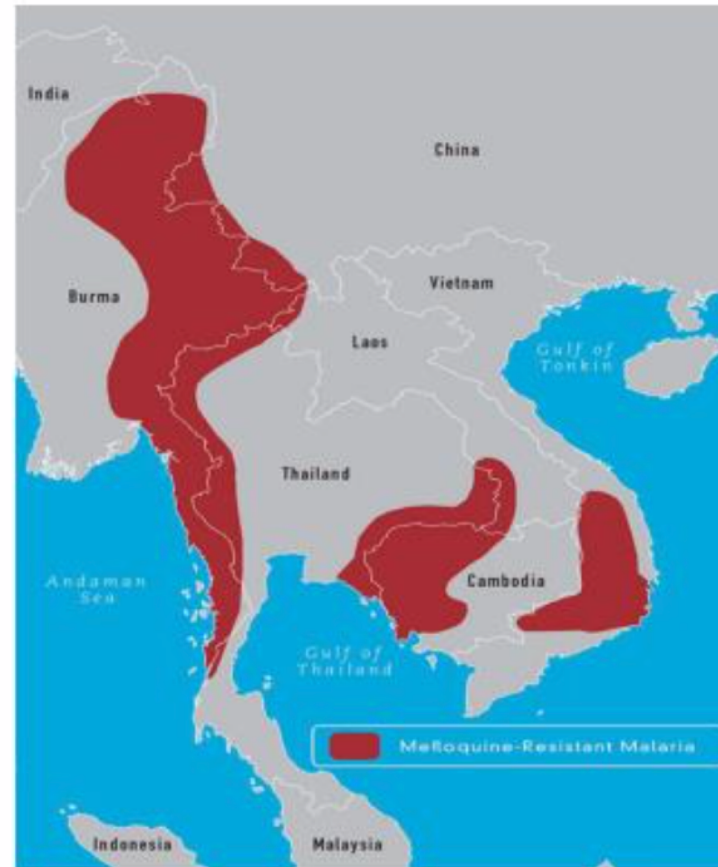 India
China
Burma
Vietnam
Laos
Gulf of
Tonkin
Thailand
Andaman
Sea
Cambodia
Gulf of
Thailand
Mefloquine-Resistant Malaria
Indonesia
Malaysia